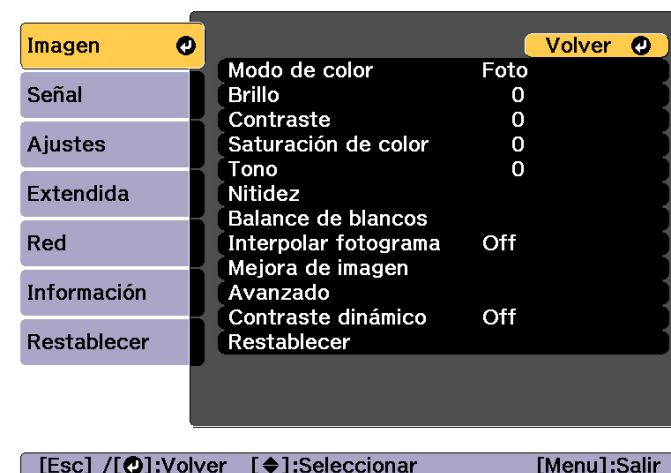 Imagen
Señal
Ajustes
Extendida
Red
Información
Restablecer
Volver
Modo de color Foto
Brillo 0
Contraste 0
Saturación de color 0
Tono 0
Nitidez
Balance de blancos
Interpolar fotograma Off
Mejora de imagen
Avanzado
Contraste dinámico Off
Restablecer
[Esc] /[↵]:Volver [◆]:Seleccionar [Menu]:Salir